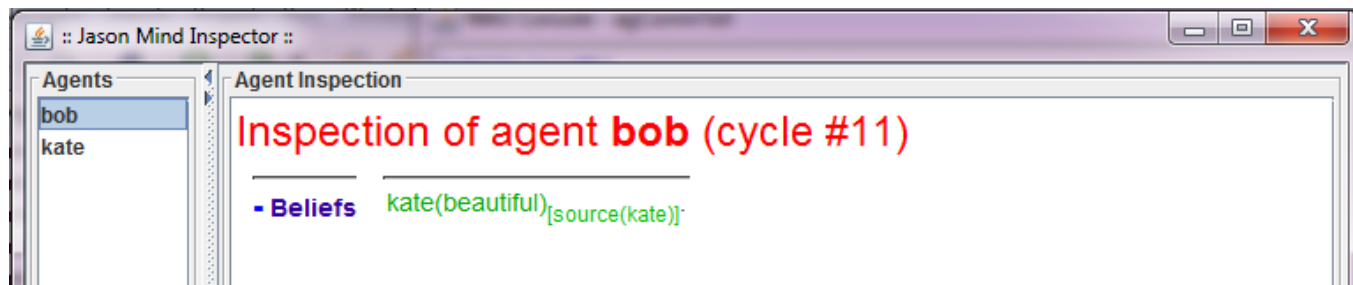 :: Jason Mind Inspector ::
Agents
bob
kate
Agent Inspection
Inspection of agent bob (cycle #11)
- Beliefs kate(beautiful)[source(kate)].